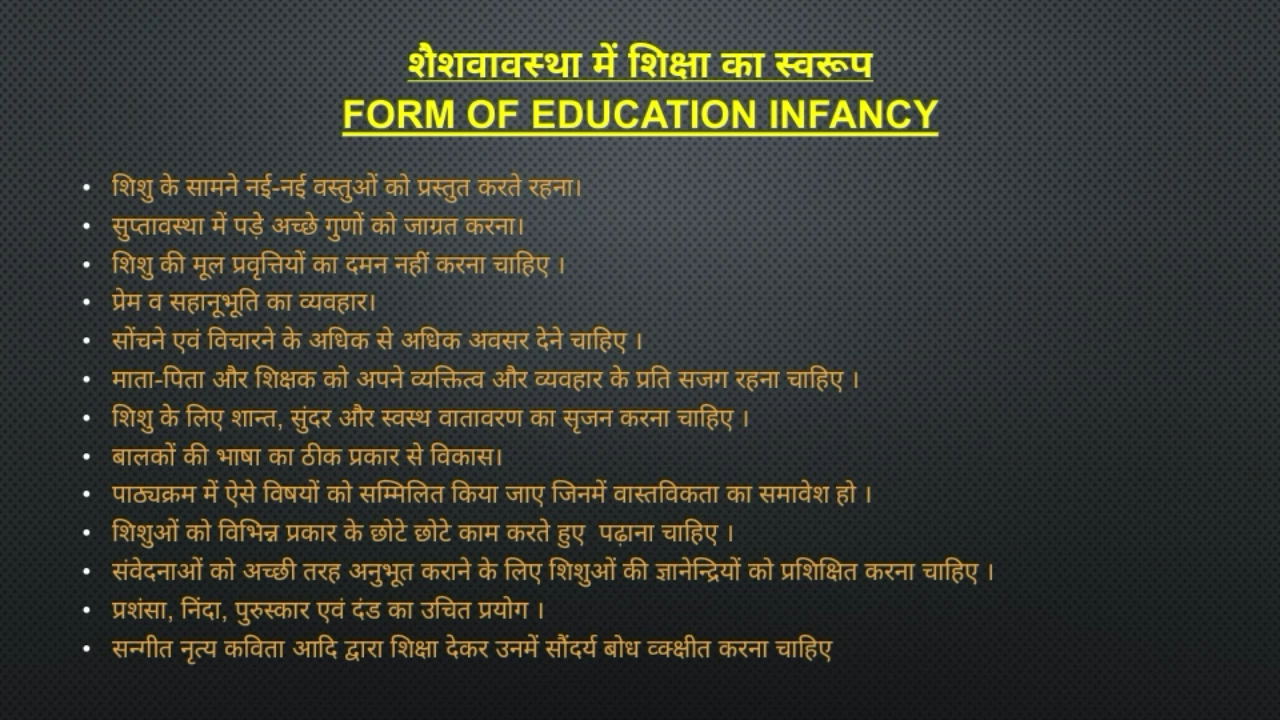 शैशवावस्था में शिक्षा का स्वरूप
FORM OF EDUCATION INFANCY
• शिशु के सामने नई-नई वस्तुओं को प्रस्तुत करते रहना।
• सुप्तावस्था में पड़े अच्छे गुणों को जाग्रत करना।
• शिशु की मूल प्रवृत्तियों का दमन नहीं करना चाहिए ।
• प्रेम व सहानूभूति का व्यवहार।
• सोंचने एवं विचारने के अधिक से अधिक अवसर देने चाहिए ।
• माता-पिता और शिक्षक को अपने व्यक्तित्व और व्यवहार के प्रति सजग रहना चाहिए ।
• शिशु के लिए शान्त, सुंदर और स्वस्थ वातावरण का सृजन करना चाहिए ।
• बालकों की भाषा का ठीक प्रकार से विकास।
• पाठ्यक्रम में ऐसे विषयों को सम्मिलित किया जाए जिनमें वास्तविकता का समावेश हो ।
• शिशुओं को विभिन्न प्रकार के छोटे छोटे काम करते हुए  पढ़ाना चाहिए ।
• संवेदनाओं को अच्छी तरह अनुभूत कराने के लिए शिशुओं की ज्ञानेन्द्रियों को प्रशिक्षित करना चाहिए ।
• प्रशंसा, निंदा, पुरुस्कार एवं दंड का उचित प्रयोग ।
• सन्गीत नृत्य कविता आदि द्वारा शिक्षा देकर उनमें सौंदर्य बोध व्क्क्षीत करना चाहिए